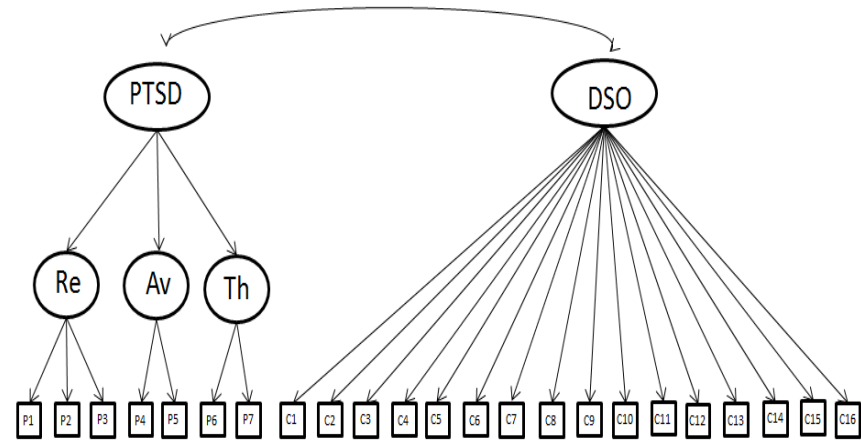 PTSD
DSO
Re
Av
Th
P1 P2 P3 P4 P5 P6 P7 C1 C2 C3 C4 C5 C6 C7 C8 C9 C10 C11 C12 C13 C14 C15 C16